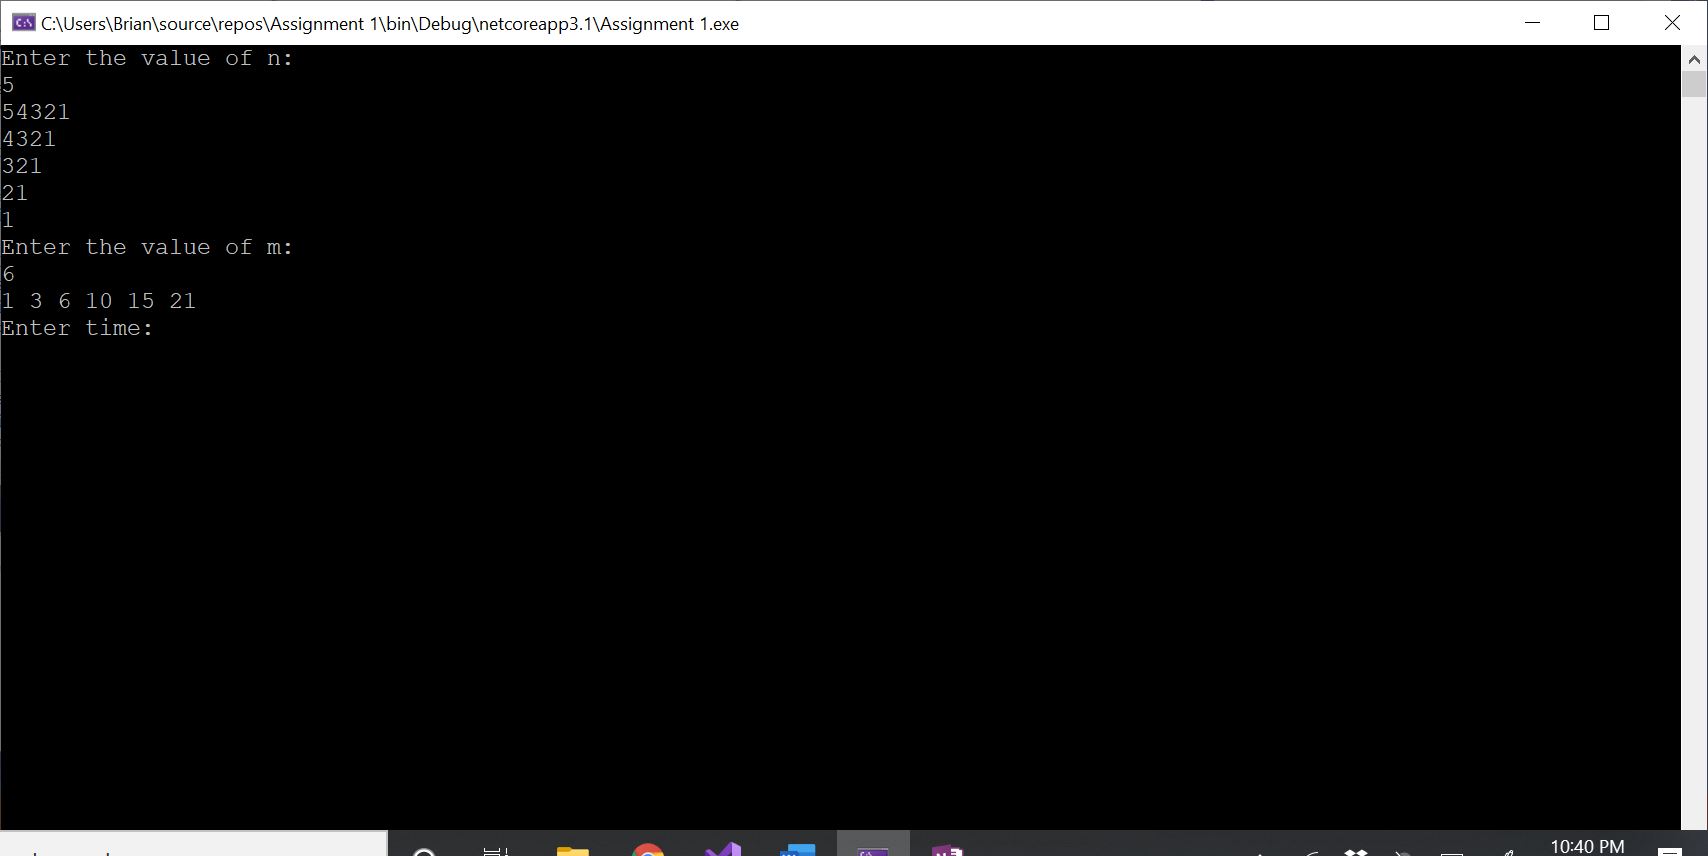 C:\Users\Brian\source\repos\Assignment 1\bin\Debug\netcoreapp3.1\Assignment 1.exe
Enter the value of n:
5
54321
4321
321
21
1
Enter the value of m:
6
1 3 6 10 15 21
Enter time:
10:40 PM